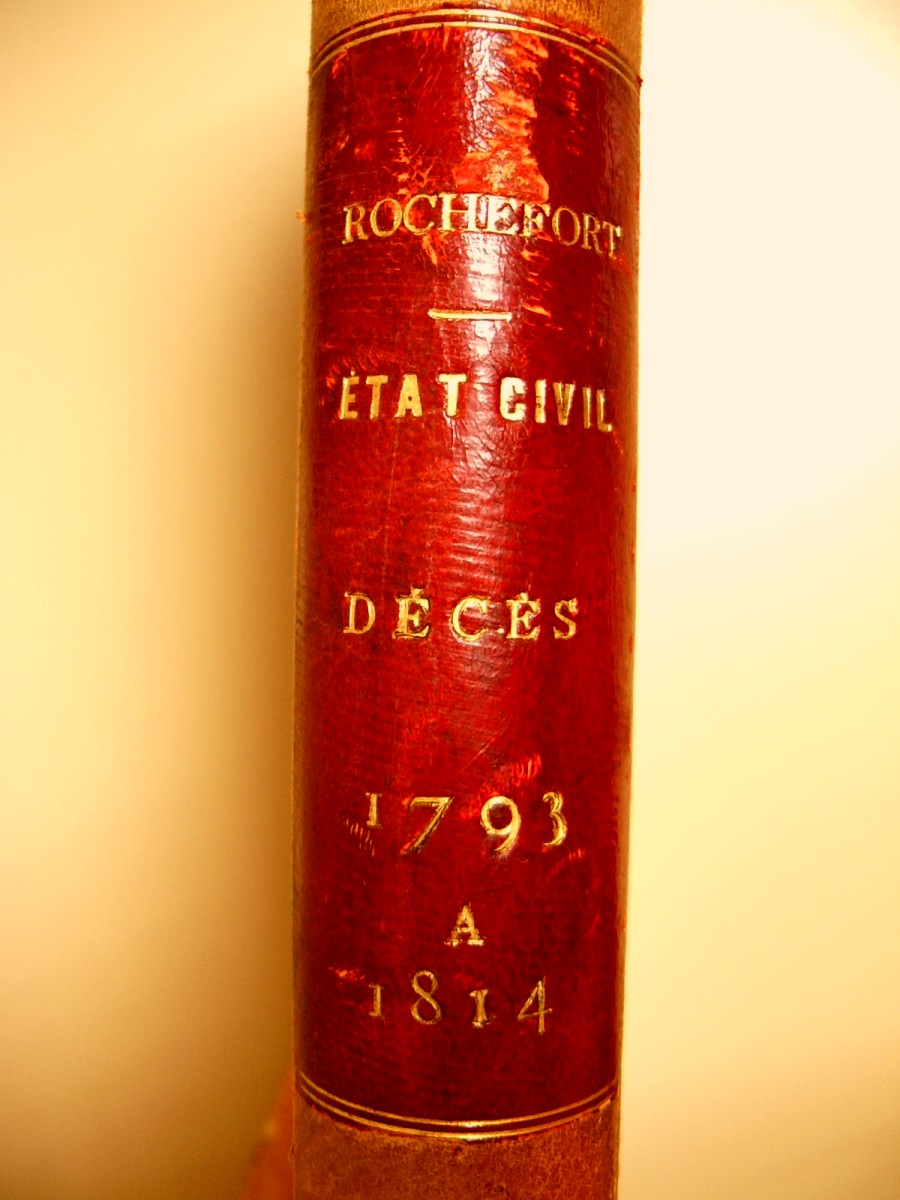 ROCHEFORT
ÉTAT CIVIL
DÉCÈS
1793
A
1814